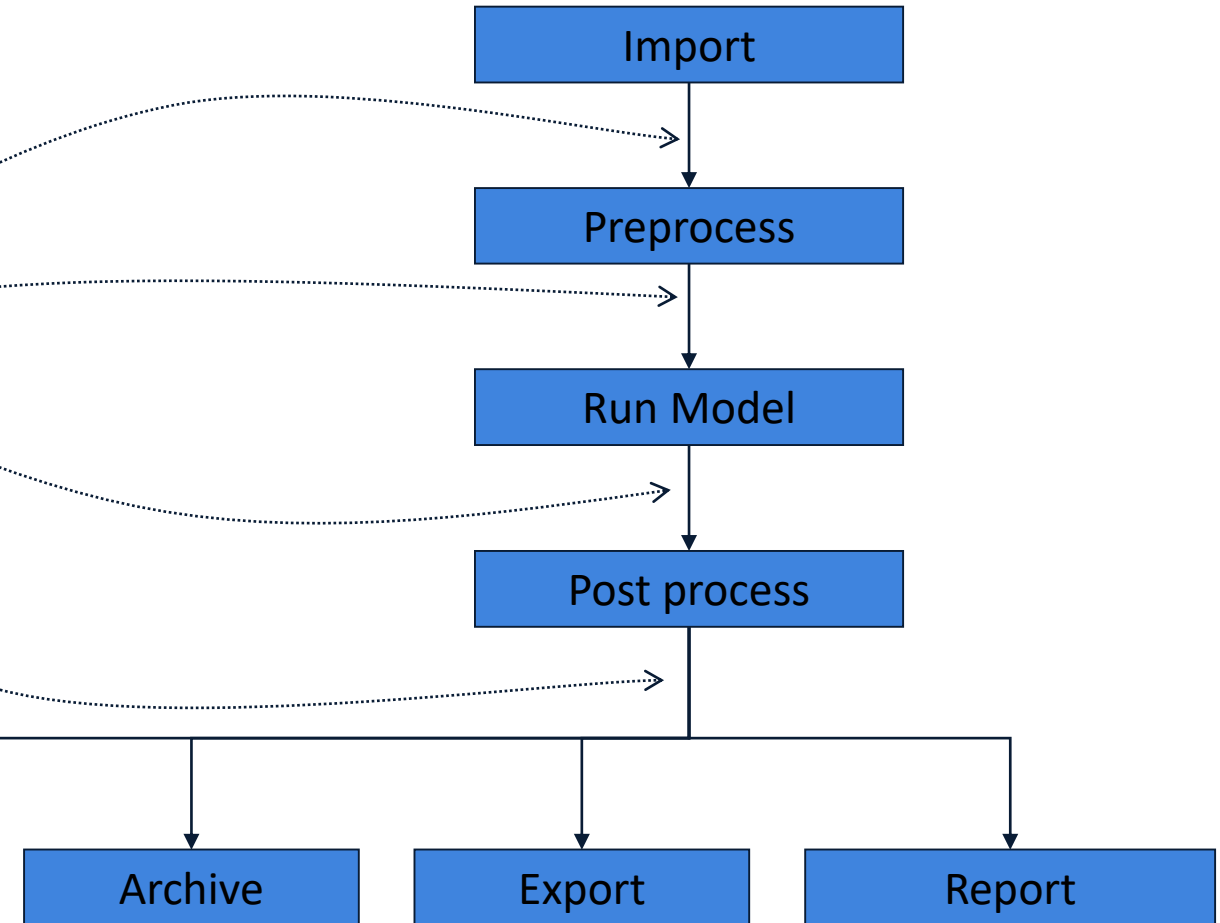 Import
Preprocess
Run Model
Post process
Archive
Export
Report